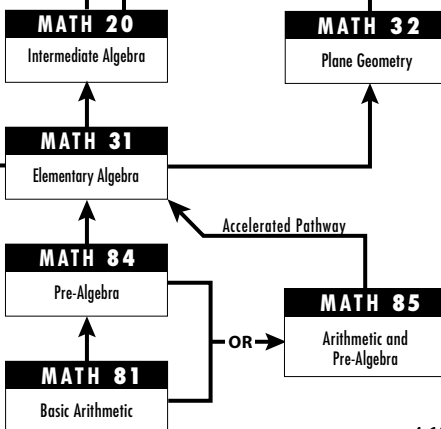 MATH 20
Intermediate Algebra
MATH 32
Plane Geometry
MATH 31
Elementary Algebra
Accelerated Pathway
MATH 84
Pre-Algebra
OR
MATH 85
Arithmetic and
Pre-Algebra
MATH 81
Basic Arithmetic